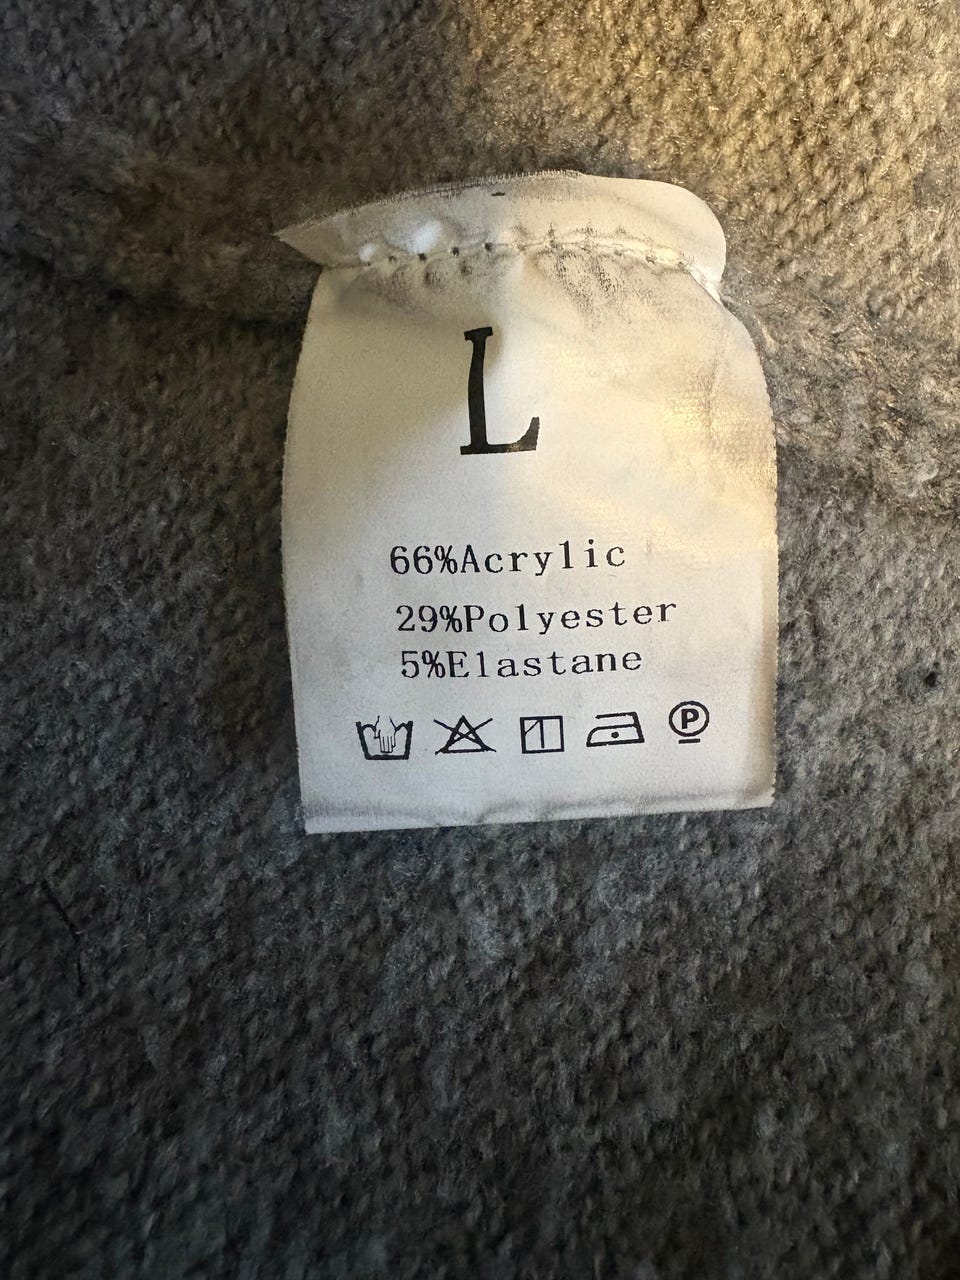 L
66%Acrylic
29%Polyester
5%Elastane
P